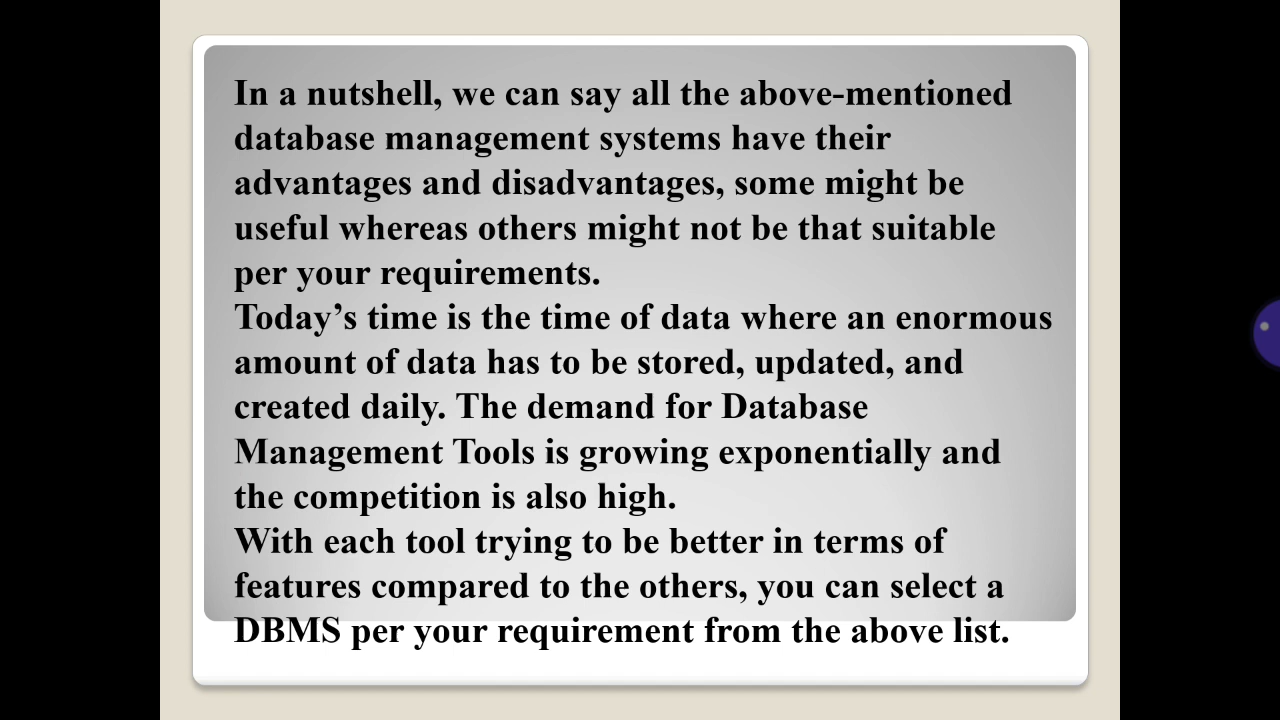 In a nutshell, we can say all the above-mentioned
database management systems have their
advantages and disadvantages, some might be
useful whereas others might not be that suitable
per your requirements.
Today’s time is the time of data where an enormous
amount of data has to be stored, updated, and
created daily. The demand for Database
Management Tools is growing exponentially and
the competition is also high.
With each tool trying to be better in terms of
features compared to the others, you can select a
DBMS per your requirement from the above list.